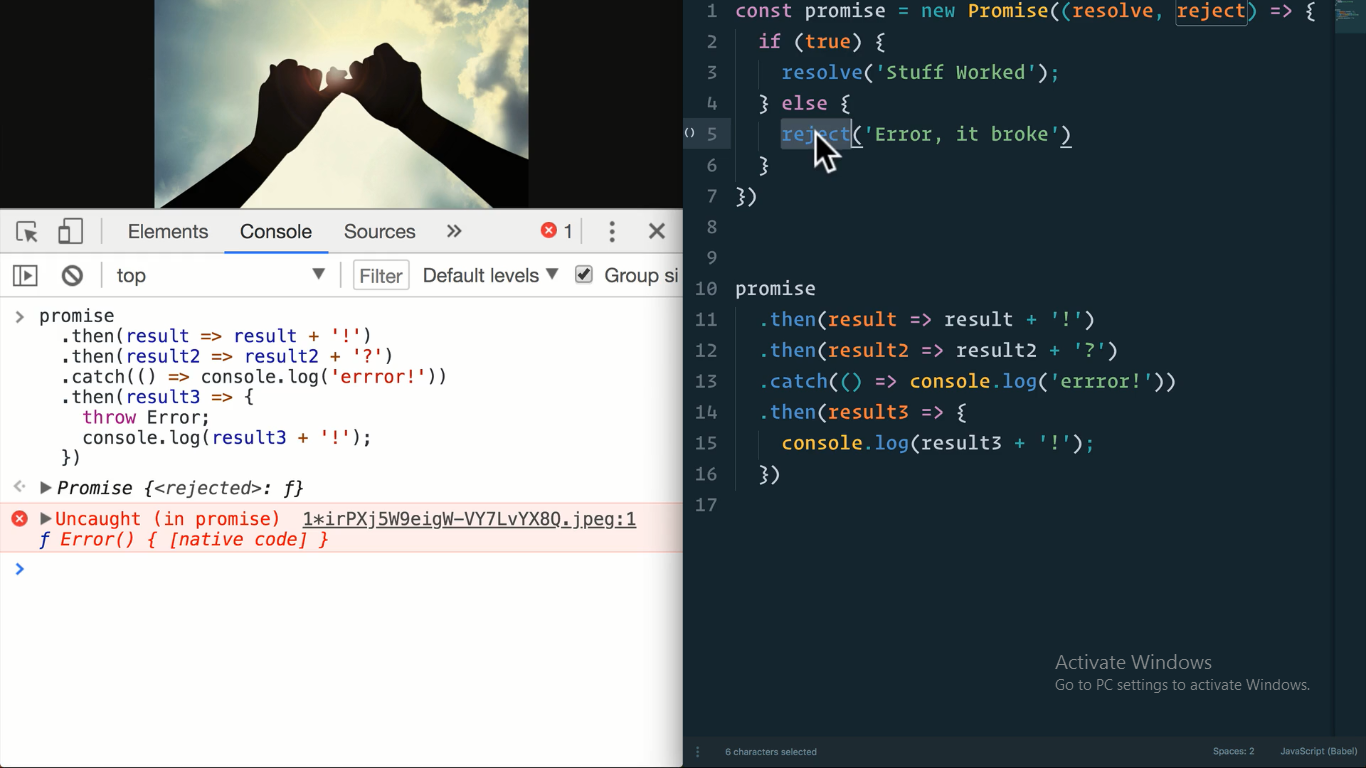 Elements Console Sources » 1
top Filter Default levels Group si
> promise
.then(result => result + '!')
.then(result2 => result2 + '?')
.catch(() => console.log('errror!'))
.then(result3 => {
throw Error;
console.log(result3 + '!');
})
Promise {<rejected>: ƒ}
Uncaught (in promise) 1*irPXj5W9eigW-VY7LvYX8Q.jpeg:1
ƒ Error() { [native code] }
>
1 const promise = new Promise((resolve, reject) => {
2 if (true) {
3 resolve('Stuff Worked');
4 } else {
5 reject('Error, it broke')
6 }
7 })
8
9
10 promise
11 .then(result => result + '!')
12 .then(result2 => result2 + '?')
13 .catch(() => console.log('errror!'))
14 .then(result3 => {
15 console.log(result3 + '!');
16 })
17
Activate Windows
Go to PC settings to activate Windows.
6 characters selected Spaces: 2 JavaScript (Babel)